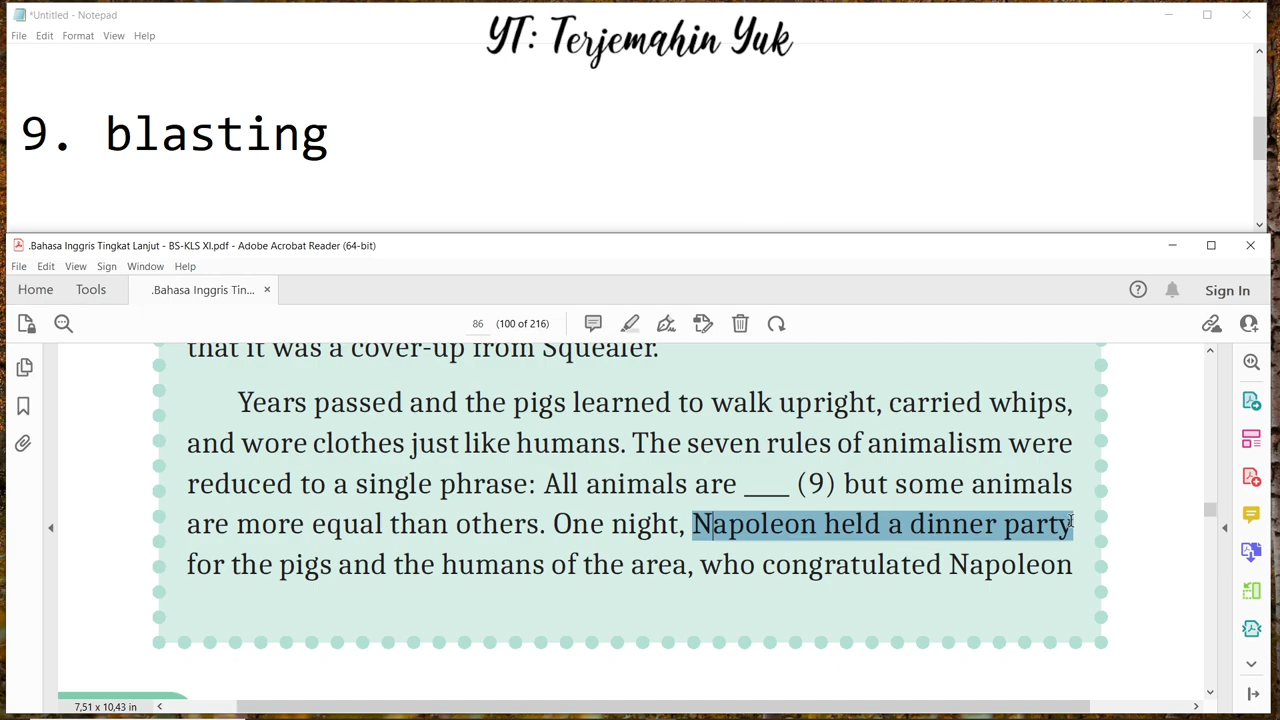 *Untitled - Notepad
YT: Terjemahin Yuk
File Edit Format View Help
9. blasting
.Bahasa Inggris Tingkat Lanjut - BS-KLS XI.pdf - Adobe Acrobat Reader (64-bit)
File Edit View Sign Window Help
Home Tools .Bahasa Inggris Tin... × Sign In
86 (100 of 216)
that it was a cover-up from Squealer.
Years passed and the pigs learned to walk upright, carried whips,
and wore clothes just like humans. The seven rules of animalism were
reduced to a single phrase: All animals are ____ (9) but some animals
are more equal than others. One night, Napoleon held a dinner party
for the pigs and the humans of the area, who congratulated Napoleon
7,51 x 10,43 in